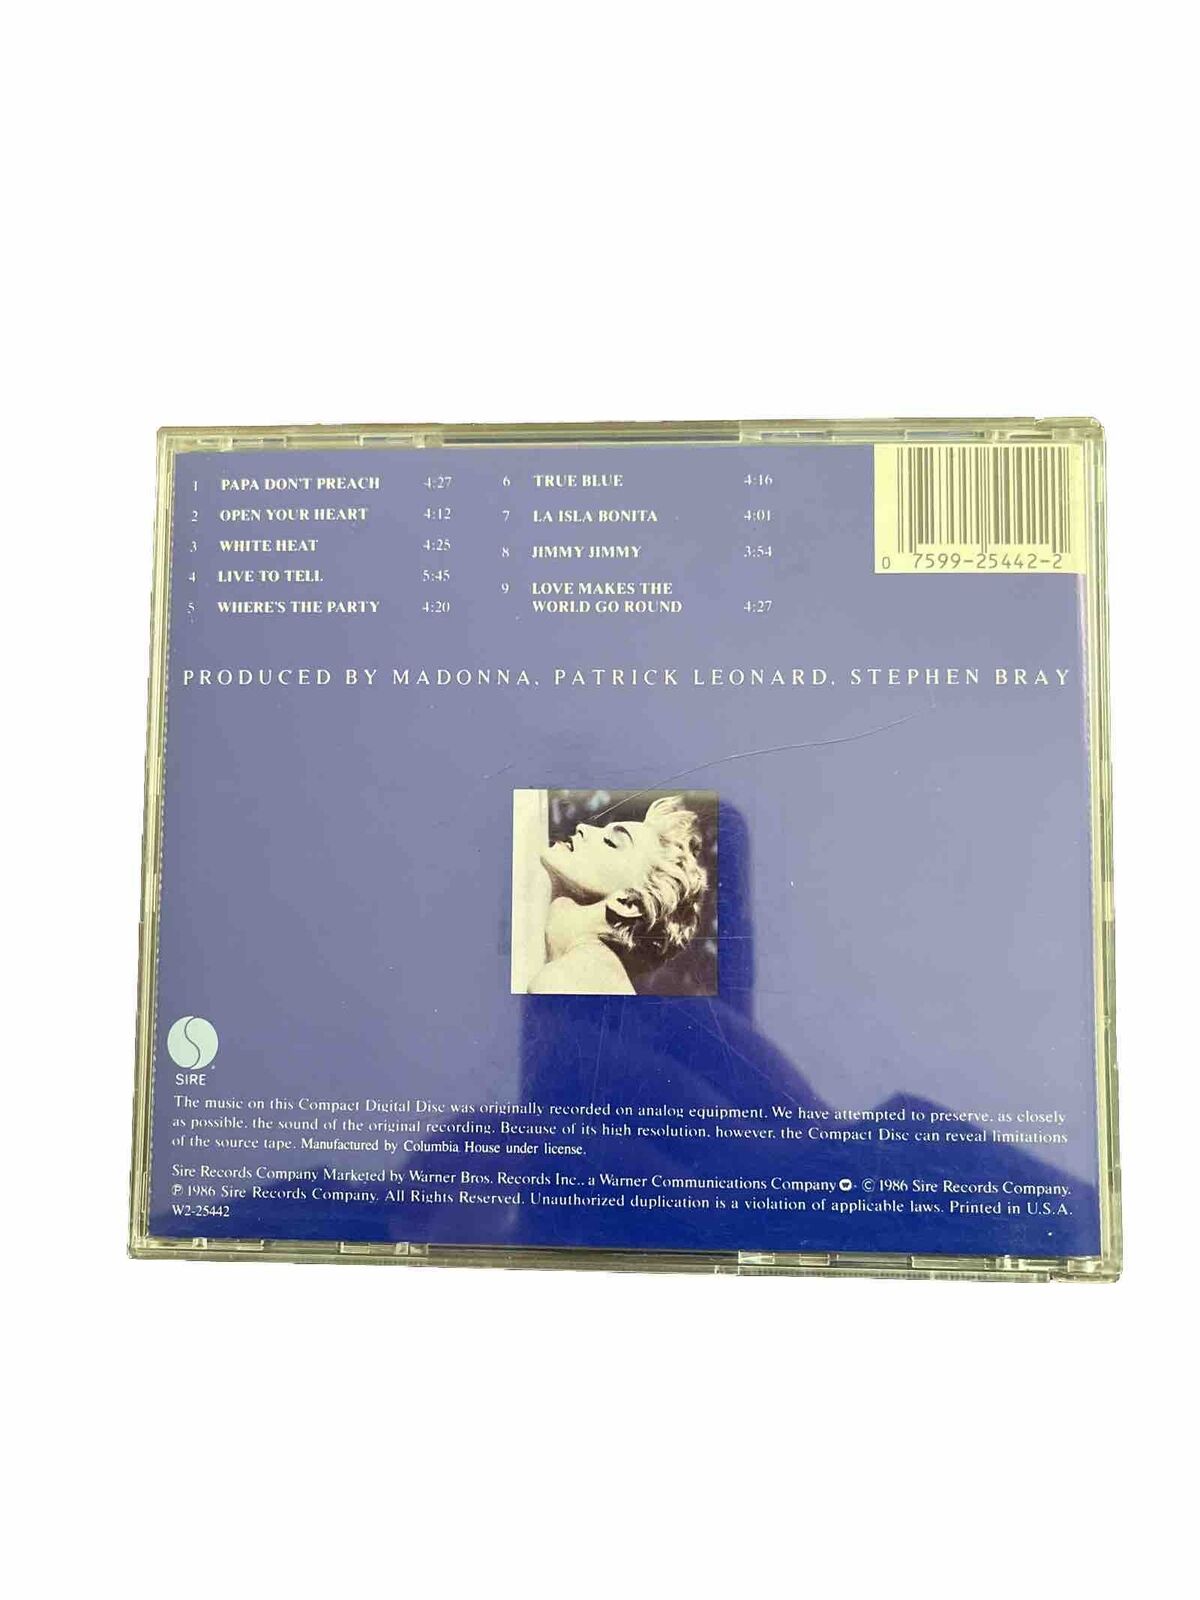 1 PAPA DON'T PREACH 4:27
2 OPEN YOUR HEART 4:12
3 WHITE HEAT 4:25
4 LIVE TO TELL 5:45
5 WHERE'S THE PARTY 4:20
6 TRUE BLUE 4:16
7 LA ISLA BONITA 4:01
8 JIMMY JIMMY 3:54
9 LOVE MAKES THE
WORLD GO ROUND 4:27
0 7599-25442-2
PRODUCED BY MADONNA, PATRICK LEONARD, STEPHEN BRAY
SIRE
The music on this Compact Digital Disc was originally recorded on analog equipment. We have attempted to preserve, as closely
as possible, the sound of the original recording. Because of its high resolution, however, the Compact Disc can reveal limitations
of the source tape. Manufactured by Columbia House under license.
Sire Records Company Marketed by Warner Bros. Records Inc., a Warner Communications Company W. © 1986 Sire Records Company.
℗ 1986 Sire Records Company. All Rights Reserved. Unauthorized duplication is a violation of applicable laws. Printed in U.S.A.
W2-25442